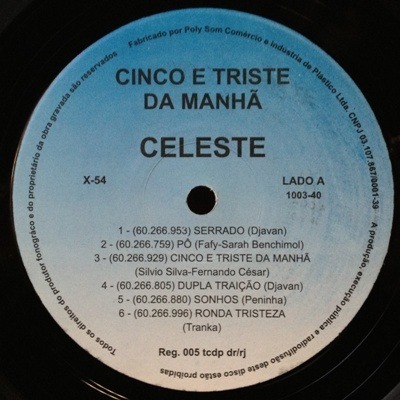 Fabricado por Poly Som Comércio e Indústria de Plástico Ltda. CNPJ 03.107.567/0001-39
CINCO E TRISTE
DA MANHÃ
CELESTE
X-54
LADO A
1003-40
1 - (60.266.953) SERRADO (Djavan)
2 - (60.266.759) PÔ (Fafy-Sarah Benchimol)
3 - (60.266.929) CINCO E TRISTE DA MANHÃ
(Silvio Silva-Fernando César)
4 - (60.266.805) DUPLA TRAIÇÃO (Djavan)
5 - (60.266.880) SONHOS (Peninha)
6 - (60.266.996) RONDA TRISTEZA
(Tranka)
Reg. 005 tcdp dr/rj
Todos os direitos do produtor fonográco e do proprietário da obra gravada são reservados
A produção, execução pública e radiodifusão deste disco estão proibidas